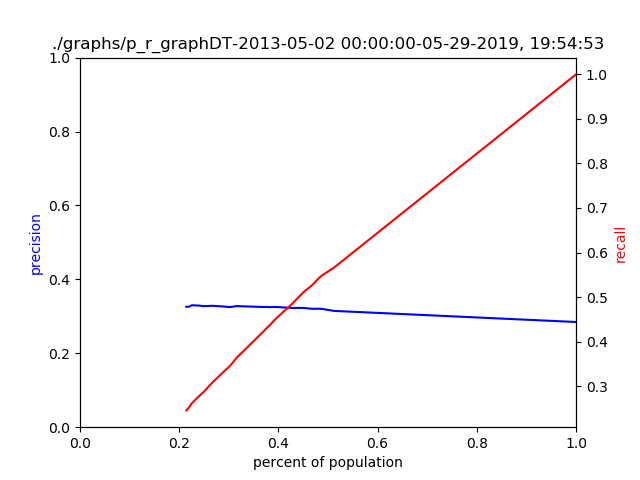 ./graphs/p_r_graphDT-2013-05-02 00:00:00-05-29-2019, 19:54:53
1.0
0.8
0.6
0.4
0.2
0.0
precision
0.0 0.2 0.4 0.6 0.8 1.0
percent of population
1.0
0.9
0.8
0.7
0.6
0.5
0.4
0.3
recall